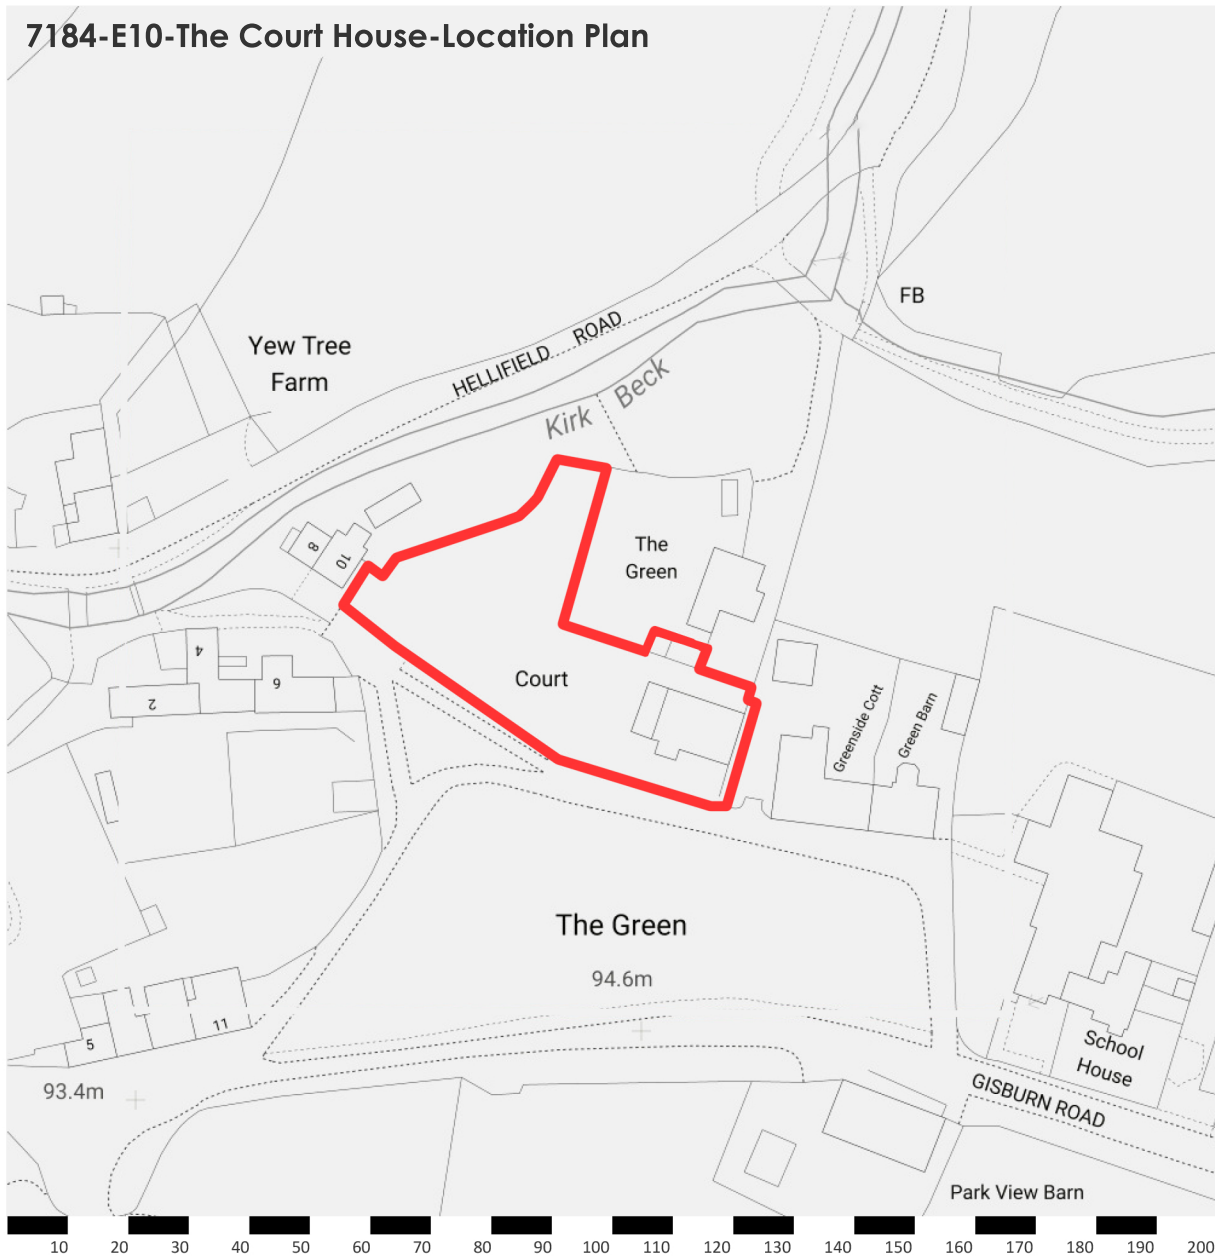 7184-E10-The Court House-Location Plan
FB
HELLIFIELD ROAD
Yew Tree
Farm
Kirk Beck
8
10
The
Green
4
6
2
Court
Greenside Cott
Green Barn
The Green
94.6m
11
5
School
House
93.4m
GISBURN ROAD
Park View Barn
10 20 30 40 50 60 70 80 90 100 110 120 130 140 150 160 170 180 190 200